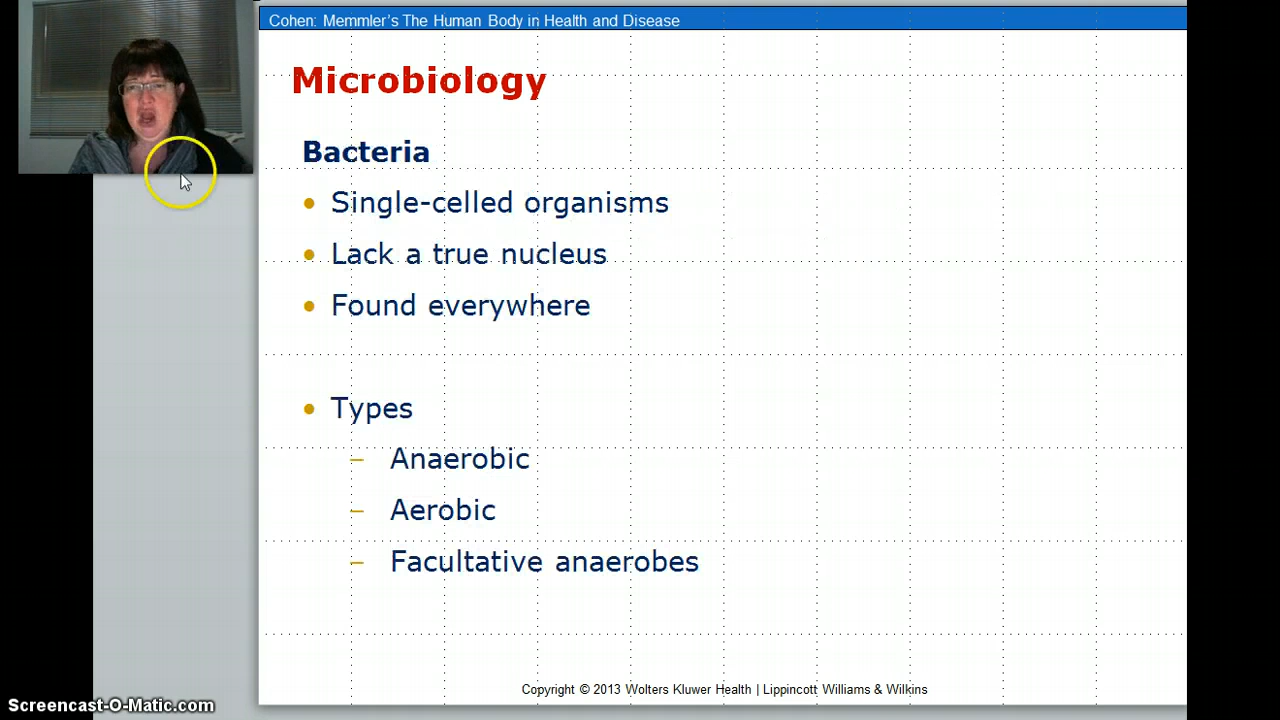 Cohen: Memmler's The Human Body in Health and Disease
Microbiology
Bacteria
• Single-celled organisms
• Lack a true nucleus
• Found everywhere
• Types
– Anaerobic
– Aerobic
– Facultative anaerobes
Copyright © 2013 Wolters Kluwer Health | Lippincott Williams & Wilkins
Screencast-O-Matic.com